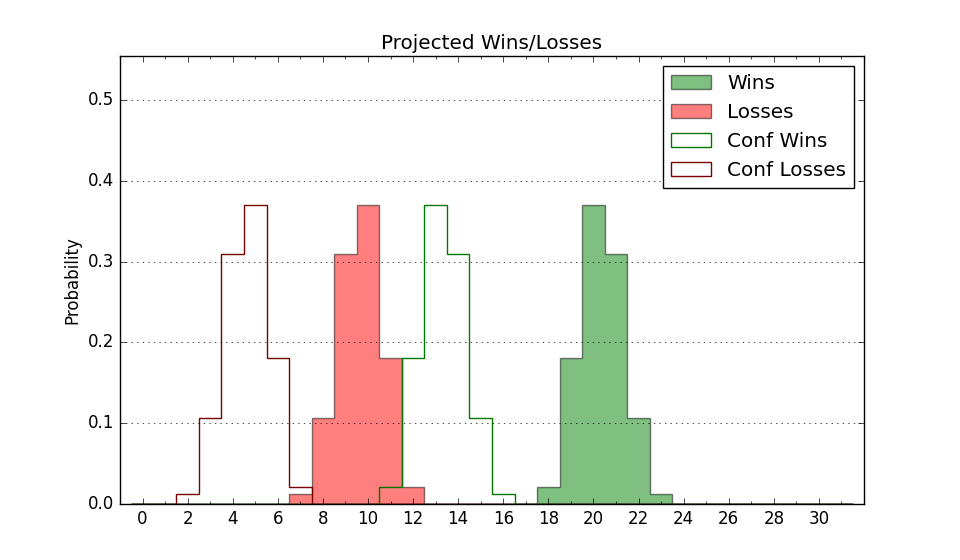 Projected Wins/Losses
Wins
Losses
Conf Wins
Conf Losses
Probability
0.5
0.4
0.3
0.2
0.1
0.0
0 2 4 6 8 10 12 14 16 18 20 22 24 26 28 30